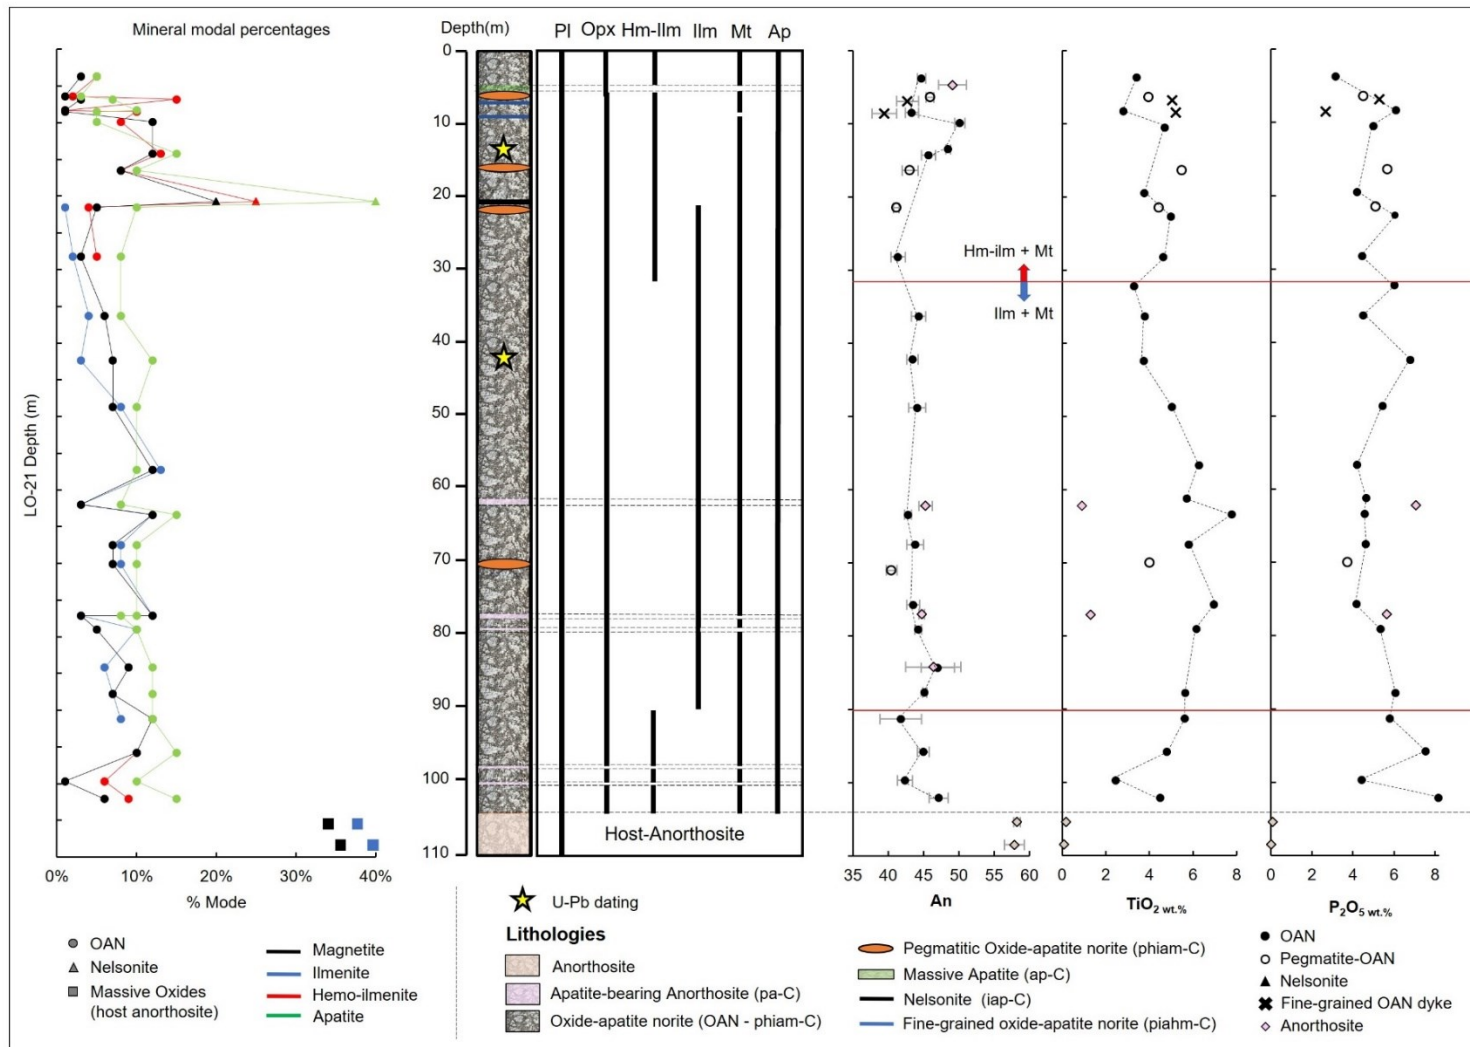 Mineral modal percentages
Depth(m)
Pl Opx Hm-Ilm Ilm Mt Ap
0
10
20
30
40
50
60
70
80
90
100
110
LO-21 Depth (m)
0% 10% 20% 30% 40%
% Mode
Host-Anorthosite
Hm-ilm + Mt
Ilm + Mt
35 40 45 50 55 60
An
0 2 4 6 8
TiO2 wt.%
0 2 4 6 8
P2O5 wt.%
OAN
Nelsonite
Massive Oxides
(host anorthosite)
Magnetite
Ilmenite
Hemo-ilmenite
Apatite
U-Pb dating
Lithologies
Anorthosite
Apatite-bearing Anorthosite (pa-C)
Oxide-apatite norite (OAN - phiam-C)
Pegmatitic Oxide-apatite norite (phiam-C)
Massive Apatite (ap-C)
Nelsonite (iap-C)
Fine-grained oxide-apatite norite (piahm-C)
OAN
Pegmatite-OAN
Nelsonite
Fine-grained OAN dyke
Anorthosite